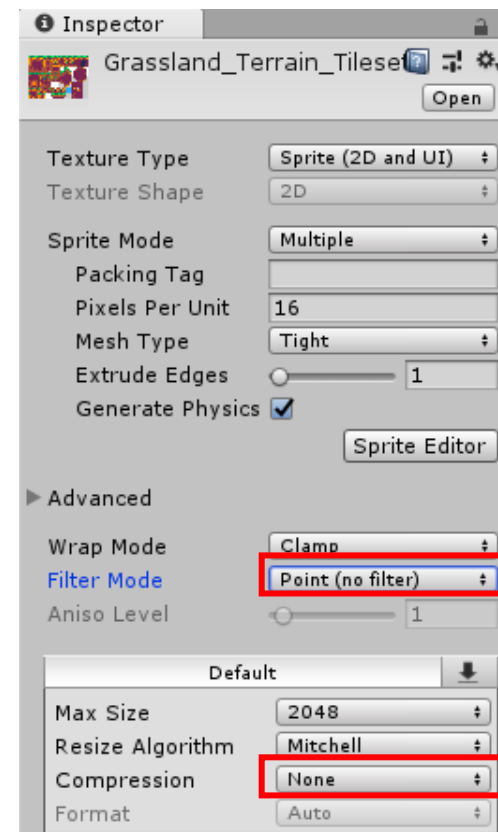 Inspector
Grassland_Terrain_Tileset
Open
Texture Type Sprite (2D and UI)
Texture Shape 2D
Sprite Mode Multiple
Packing Tag
Pixels Per Unit 16
Mesh Type Tight
Extrude Edges 1
Generate Physics
Sprite Editor
Advanced
Wrap Mode Clamp
Filter Mode Point (no filter)
Aniso Level 1
Default
Max Size 2048
Resize Algorithm Mitchell
Compression None
Format Auto